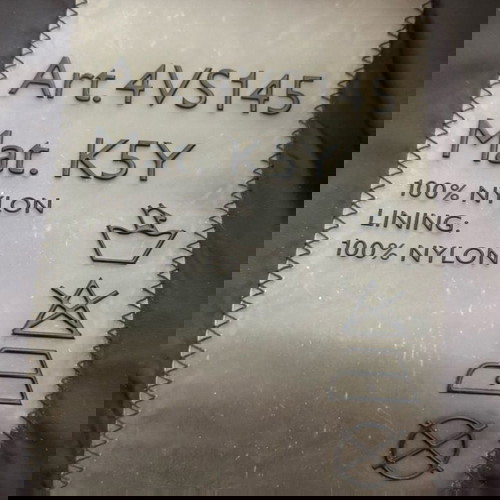 Art. 4VS145
Mat. K5Y
100% NYLON
LINING:
100% NYLON